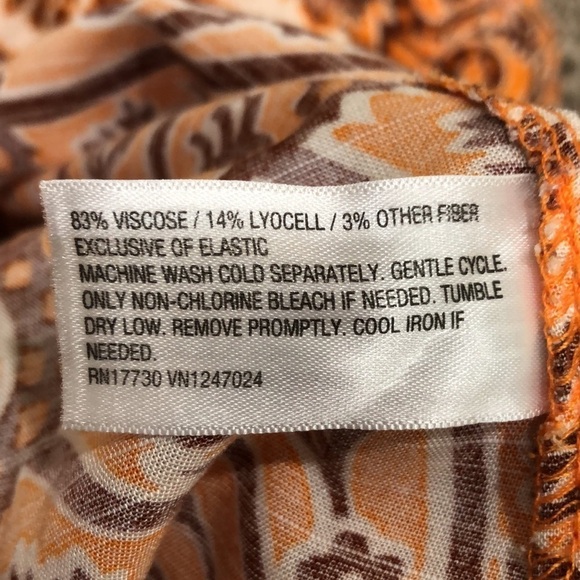 83% VISCOSE / 14% LYOCELL / 3% OTHER FIBER
EXCLUSIVE OF ELASTIC
MACHINE WASH COLD SEPARATELY. GENTLE CYCLE.
ONLY NON-CHLORINE BLEACH IF NEEDED. TUMBLE
DRY LOW. REMOVE PROMPTLY. COOL IRON IF
NEEDED.
RN17730 VN1247024